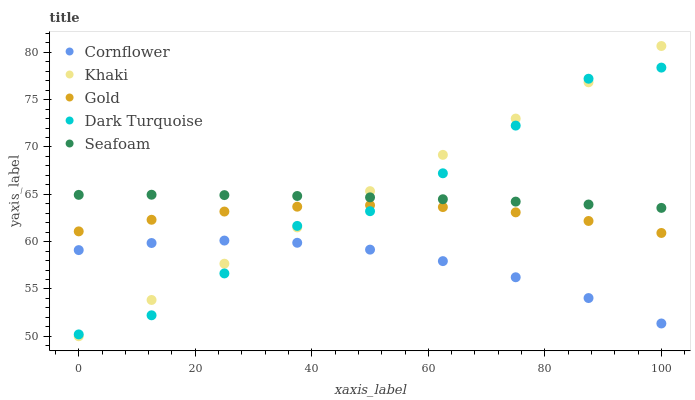 title
Cornflower
Khaki
Gold
Dark Turquoise
Seafoam
yaxis_label
80
75
70
65
60
55
50
0 20 40 60 80 100
xaxis_label